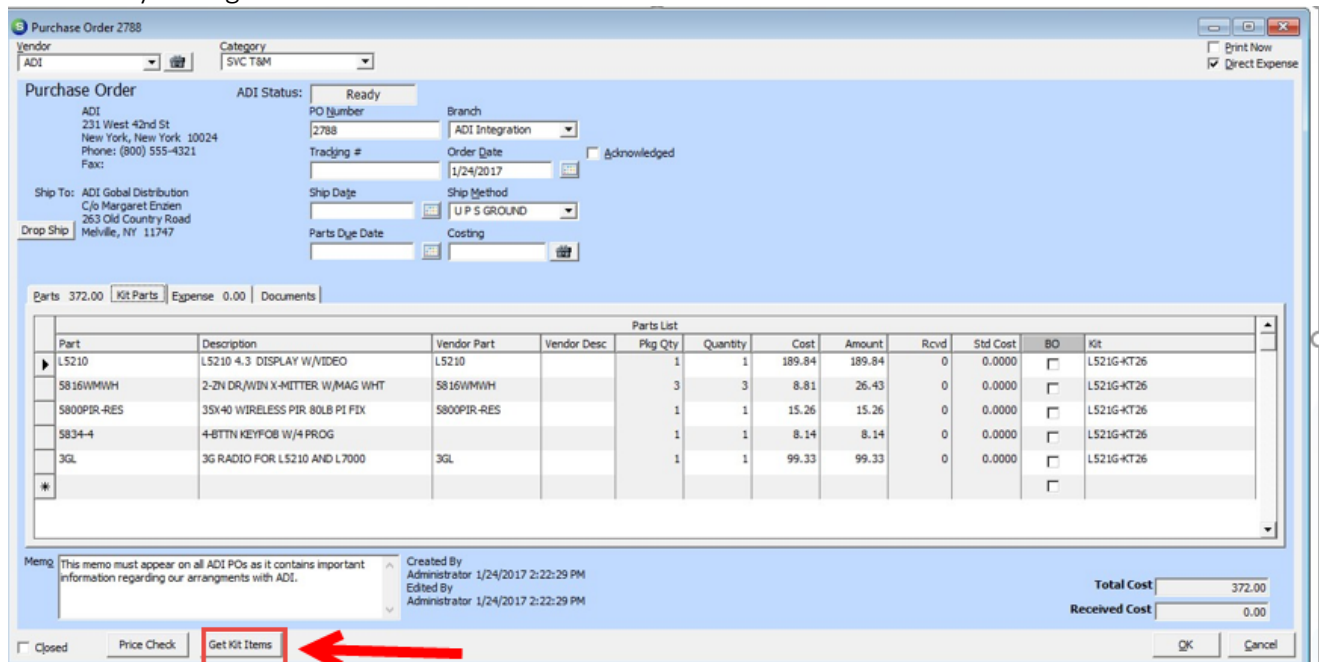 Purchase Order 2788
Vendor Category Print Now
ADI SVC T&M Direct Expense
Purchase Order ADI Status: Ready
ADI PO Number Branch
231 West 42nd St 2788 ADI Integration
New York, New York 10024
Phone: (800) 555-4321 Tracking # Order Date Acknowledged
Fax: 1/24/2017
Ship To: ADI Gobal Distribution Ship Date Ship Method
C/o Margaret Enzien U P S GROUND
263 Old Country Road
Drop Ship Melville, NY 11747 Parts Due Date Costing
Parts 372.00 Kit Parts Expense 0.00 Documents
Parts List
Part Description Vendor Part Vendor Desc Pkg Qty Quantity Cost Amount Rcvd Std Cost BO Kit
L5210 L5210 4.3 DISPLAY W/VIDEO L5210 1 1 189.84 189.84 0 0.0000 L521G-KT26
5816WMWH 2-ZN DR/WIN X-MITTER W/MAG WHT 5816WMWH 3 3 8.81 26.43 0 0.0000 L521G-KT26
5800PIR-RES 35X40 WIRELESS PIR 80LB PI FIX 5800PIR-RES 1 1 15.26 15.26 0 0.0000 L521G-KT26
5834-4 4-BTTN KEYFOB W/4 PROG 1 1 8.14 8.14 0 0.0000 L521G-KT26
3GL 3G RADIO FOR L5210 AND L7000 3GL 1 1 99.33 99.33 0 0.0000 L521G-KT26
Memo This memo must appear on all ADI POs as it contains important Created By
information regarding our arrangments with ADI. Administrator 1/24/2017 2:22:29 PM
Edited By Total Cost 372.00
Administrator 1/24/2017 2:22:29 PM
Received Cost 0.00
Closed Price Check Get Kit Items OK Cancel